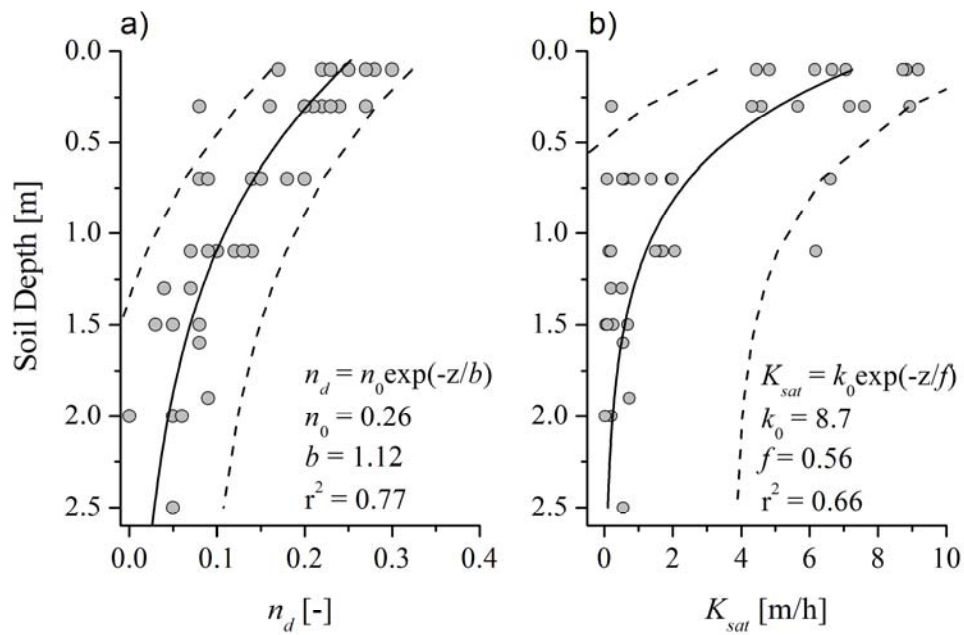 a)
Soil Depth [m]
0.0
0.5
1.0
1.5
2.0
2.5
n_d = n_0exp(-z/b)
n_0 = 0.26
b = 1.12
r² = 0.77
0.0 0.1 0.2 0.3 0.4
n_d [-]
b)
0.0
0.5
1.0
1.5
2.0
2.5
K_sat = k_0exp(-z/f)
k_0 = 8.7
f = 0.56
r² = 0.66
0 2 4 6 8 10
K_sat [m/h]